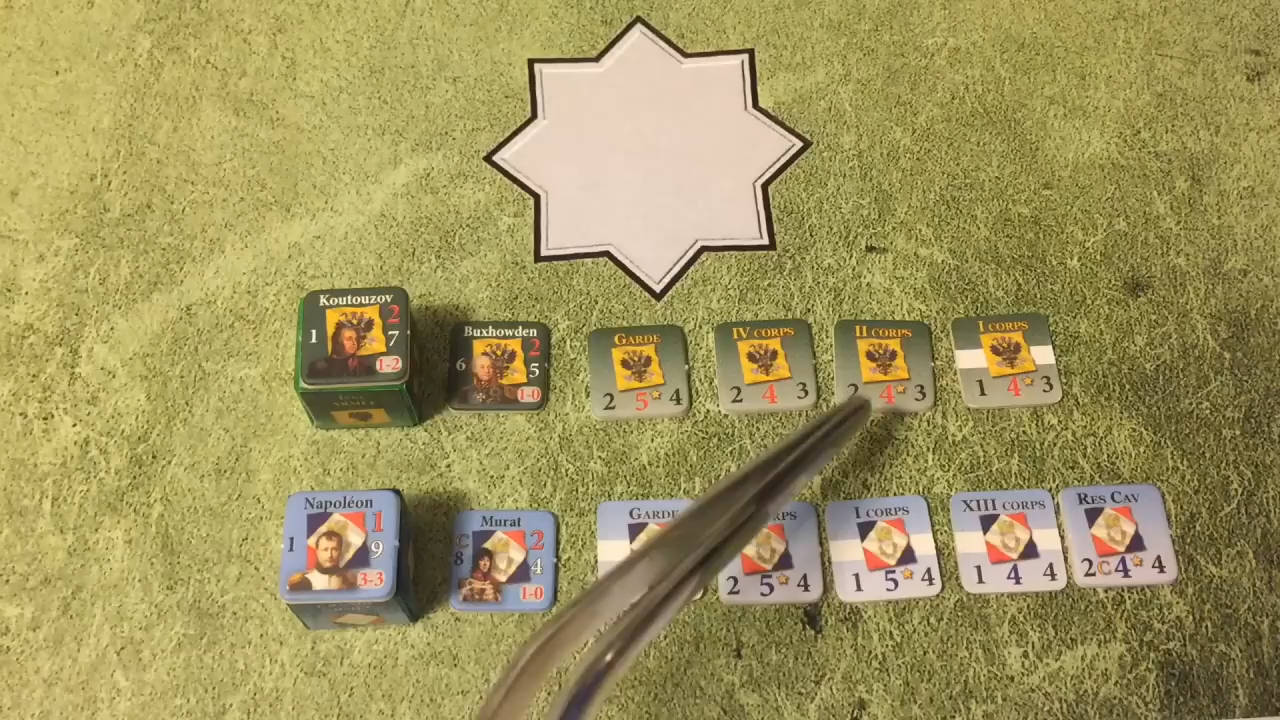 Koutouzov
2
1
7
1-2
Buxhowden
2
6
5
1-0
GARDE
2 5 4
IV CORPS
2 4 3
II CORPS
2 4 3
I CORPS
1 4 3
Napoléon
1
1
9
3-3
Murat
C
2
8
4
1-0
GARDE
2 5 4
I CORPS
1 5 4
XIII CORPS
1 4 4
RES CAV
2 C 4 4